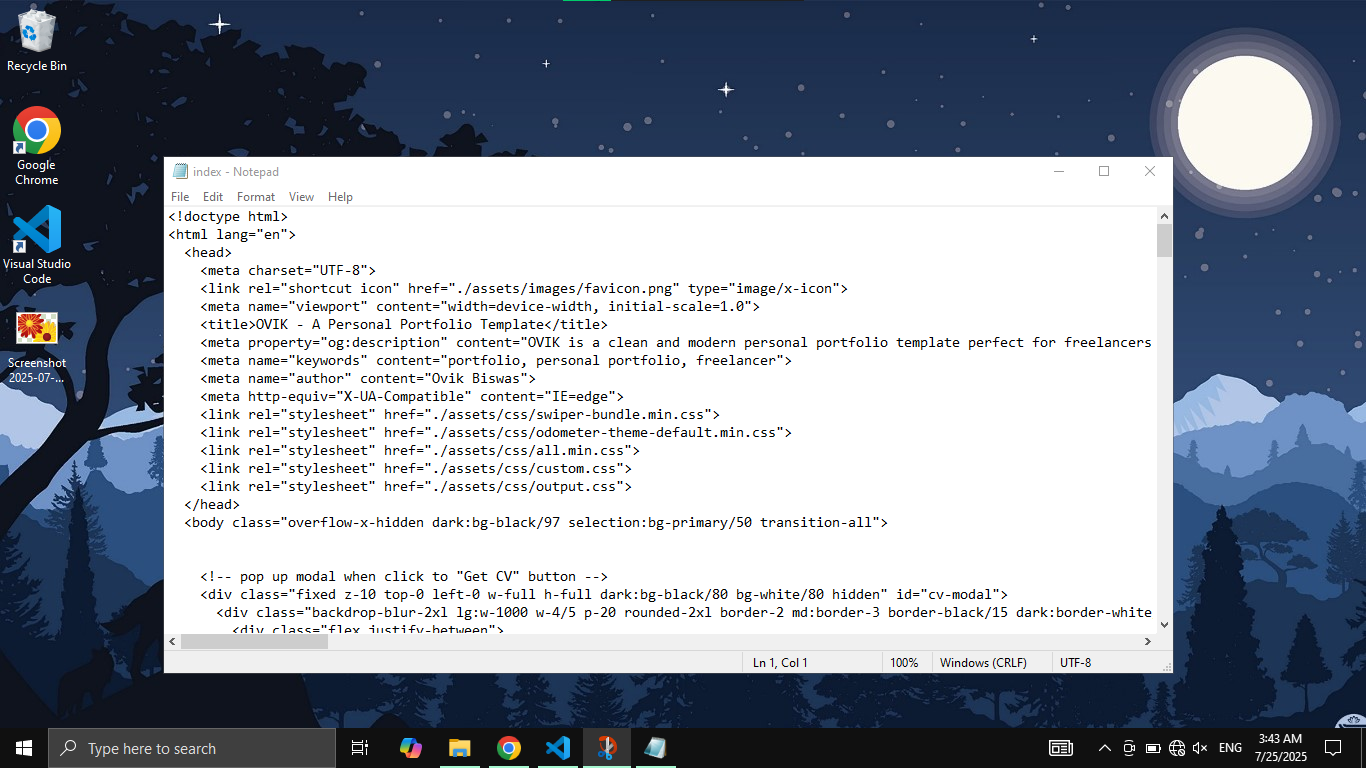 Recycle Bin
Google
Chrome
Visual Studio
Code
Screenshot
2025-07-...
index - Notepad
File Edit Format View Help
<!doctype html>
<html lang="en">
  <head>
    <meta charset="UTF-8">
    <link rel="shortcut icon" href="./assets/images/favicon.png" type="image/x-icon">
    <meta name="viewport" content="width=device-width, initial-scale=1.0">
    <title>OVIK - A Personal Portfolio Template</title>
    <meta property="og:description" content="OVIK is a clean and modern personal portfolio template perfect for freelancers
    <meta name="keywords" content="portfolio, personal portfolio, freelancer">
    <meta name="author" content="Ovik Biswas">
    <meta http-equiv="X-UA-Compatible" content="IE=edge">
    <link rel="stylesheet" href="./assets/css/swiper-bundle.min.css">
    <link rel="stylesheet" href="./assets/css/odometer-theme-default.min.css">
    <link rel="stylesheet" href="./assets/css/all.min.css">
    <link rel="stylesheet" href="./assets/css/custom.css">
    <link rel="stylesheet" href="./assets/css/output.css">
  </head>
  <body class="overflow-x-hidden dark:bg-black/97 selection:bg-primary/50 transition-all">
    <!-- pop up modal when click to "Get CV" button -->
    <div class="fixed z-10 top-0 left-0 w-full h-full dark:bg-black/80 bg-white/80 hidden" id="cv-modal">
      <div class="backdrop-blur-2xl lg:w-1000 w-4/5 p-20 rounded-2xl border-2 md:border-3 border-black/15 dark:border-white
        <div class="flex justify-between">
Ln 1, Col 1 100% Windows (CRLF) UTF-8
Type here to search
ENG
3:43 AM
7/25/2025